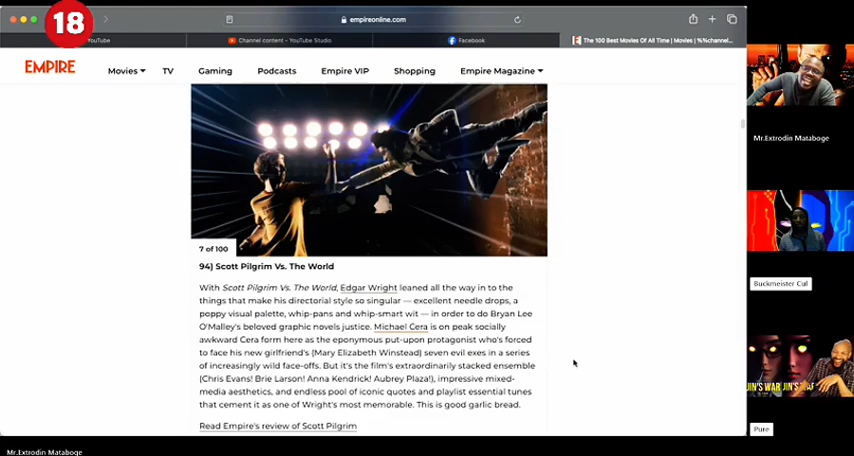 18
empireonline.com
YouTube
Channel content - YouTube Studio
Facebook
The 100 Best Movies Of All Time | Movies | %%channel...
EMPIRE
Movies
TV
Gaming
Podcasts
Empire VIP
Shopping
Empire Magazine
7 of 100
94) Scott Pilgrim Vs. The World
With Scott Pilgrim Vs. The World, Edgar Wright leaned all the way in to the
things that make his directorial style so singular — excellent needle drops, a
poppy visual palette, whip-pans and whip-smart wit — in order to do Bryan Lee
O'Malley's beloved graphic novels justice. Michael Cera is on peak socially
awkward Cera form here as the eponymous put-upon protagonist who's forced
to face his new girlfriend's (Mary Elizabeth Winstead) seven evil exes in a series
of increasingly wild face-offs. But it's the film's extraordinarily stacked ensemble
(Chris Evans! Brie Larson! Anna Kendrick! Aubrey Plaza!), impressive mixed-
media aesthetics, and endless pool of iconic quotes and playlist essential tunes
that cement it as one of Wright's most memorable. This is good garlic bread.
Read Empire's review of Scott Pilgrim
Mr.Extrodin Mataboge
Buckmeister Cul
JIN'S WAR
JIN'S WAR
Pure
Mr.Extrodin Mataboge